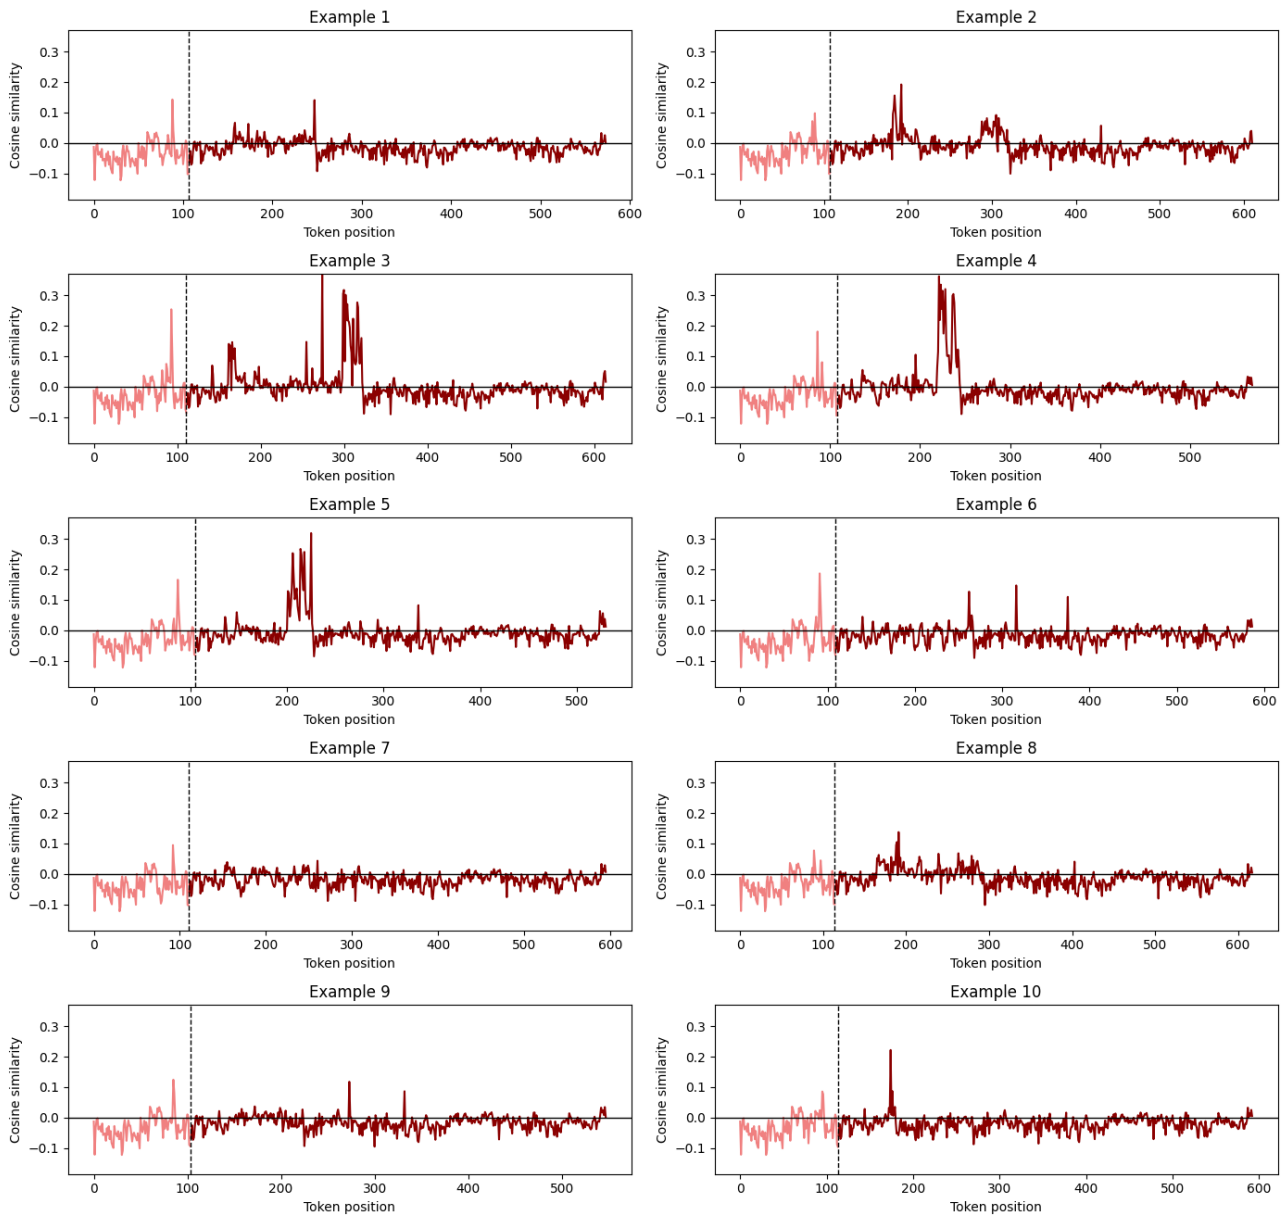 Example 1
Cosine similarity
0.3
0.2
0.1
0.0
−0.1
0 100 200 300 400 500 600
Token position
Example 2
Cosine similarity
0.3
0.2
0.1
0.0
−0.1
0 100 200 300 400 500 600
Token position
Example 3
Cosine similarity
0.3
0.2
0.1
0.0
−0.1
0 100 200 300 400 500 600
Token position
Example 4
Cosine similarity
0.3
0.2
0.1
0.0
−0.1
0 100 200 300 400 500
Token position
Example 5
Cosine similarity
0.3
0.2
0.1
0.0
−0.1
0 100 200 300 400 500
Token position
Example 6
Cosine similarity
0.3
0.2
0.1
0.0
−0.1
0 100 200 300 400 500 600
Token position
Example 7
Cosine similarity
0.3
0.2
0.1
0.0
−0.1
0 100 200 300 400 500 600
Token position
Example 8
Cosine similarity
0.3
0.2
0.1
0.0
−0.1
0 100 200 300 400 500 600
Token position
Example 9
Cosine similarity
0.3
0.2
0.1
0.0
−0.1
0 100 200 300 400 500
Token position
Example 10
Cosine similarity
0.3
0.2
0.1
0.0
−0.1
0 100 200 300 400 500 600
Token position